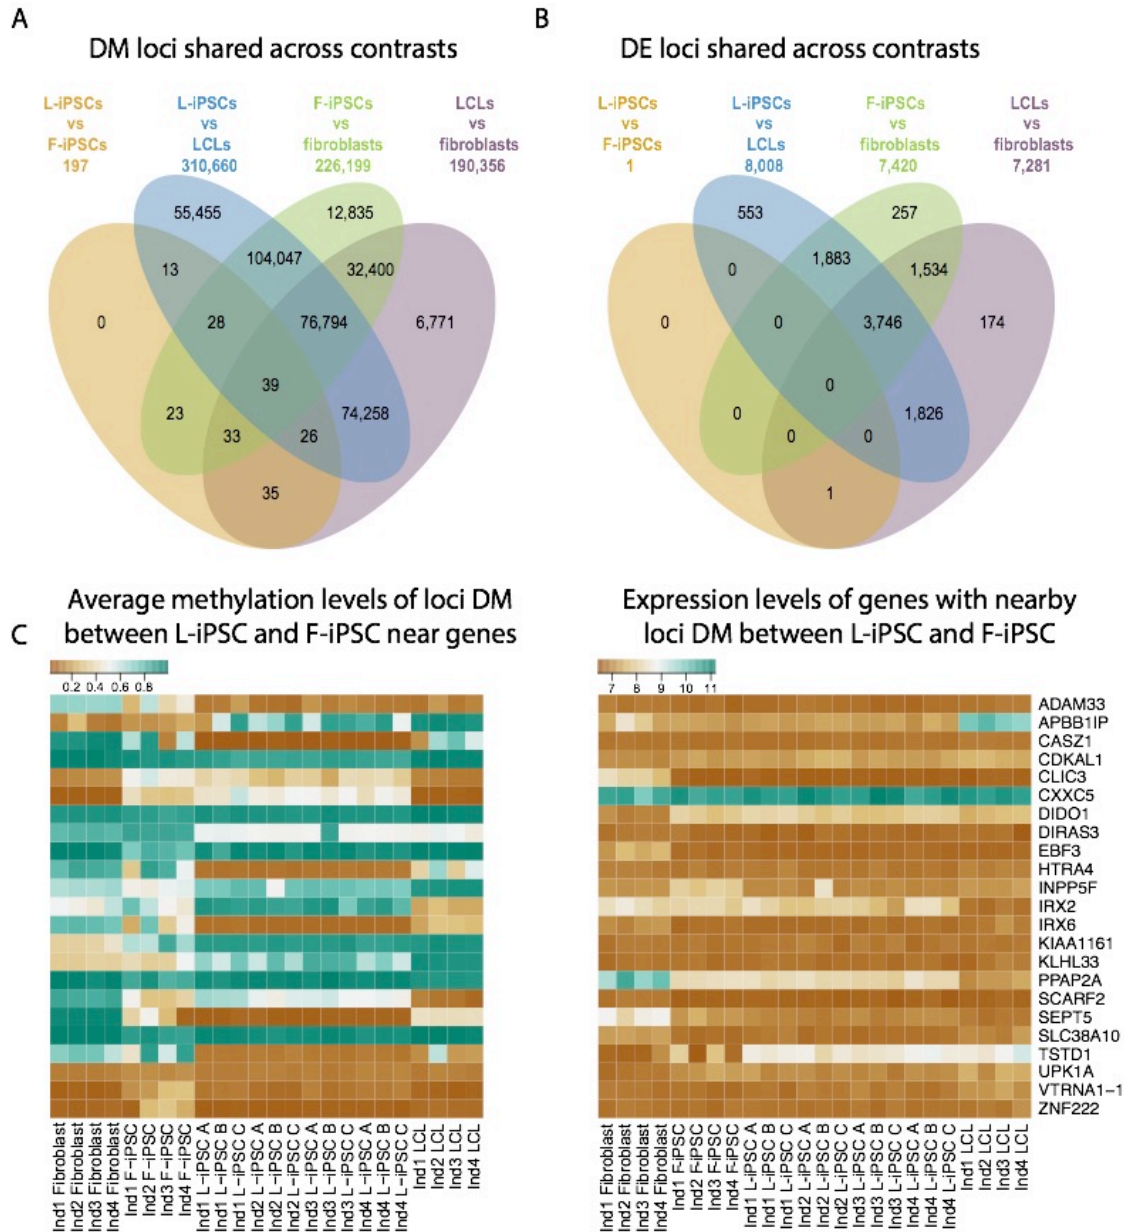 A
DM loci shared across contrasts
L-iPSCs
vs
F-iPSCs
197
L-iPSCs
vs
LCLs
310,660
F-iPSCs
vs
fibroblasts
226,199
LCLs
vs
fibroblasts
190,356
55,455
12,835
13
104,047
32,400
0
28
76,794
6,771
39
23
74,258
33
26
35
B
DE loci shared across contrasts
L-iPSCs
vs
F-iPSCs
1
L-iPSCs
vs
LCLs
8,008
F-iPSCs
vs
fibroblasts
7,420
LCLs
vs
fibroblasts
7,281
553
257
0
1,883
1,534
0
0
3,746
174
0
0
1,826
0
0
1
C
Average methylation levels of loci DM
between L-iPSC and F-iPSC near genes
0.2 0.4 0.6 0.8
Ind1 Fibroblast
Ind2 Fibroblast
Ind3 Fibroblast
Ind4 Fibroblast
Ind1 F-iPSC
Ind2 F-iPSC
Ind3 F-iPSC
Ind4 F-iPSC
Ind1 L-iPSC A
Ind1 L-iPSC B
Ind1 L-iPSC C
Ind2 L-iPSC A
Ind2 L-iPSC B
Ind2 L-iPSC C
Ind3 L-iPSC A
Ind3 L-iPSC B
Ind3 L-iPSC C
Ind4 L-iPSC A
Ind4 L-iPSC B
Ind4 L-iPSC C
Ind1 LCL
Ind2 LCL
Ind3 LCL
Ind4 LCL
Expression levels of genes with nearby
loci DM between L-iPSC and F-iPSC
7 8 9 10 11
ADAM33
APBB1IP
CASZ1
CDKAL1
CLIC3
CXXC5
DIDO1
DIRAS3
EBF3
HTRA4
INPP5F
IRX2
IRX6
KIAA1161
KLHL33
PPAP2A
SCARF2
SEPT5
SLC38A10
TSTD1
UPK1A
VTRNA1-1
ZNF222
Ind1 Fibroblast
Ind2 Fibroblast
Ind3 Fibroblast
Ind4 Fibroblast
Ind1 F-iPSC
Ind2 F-iPSC
Ind3 F-iPSC
Ind4 F-iPSC
Ind1 L-iPSC A
Ind1 L-iPSC B
Ind1 L-iPSC C
Ind2 L-iPSC A
Ind2 L-iPSC B
Ind2 L-iPSC C
Ind3 L-iPSC A
Ind3 L-iPSC B
Ind3 L-iPSC C
Ind4 L-iPSC A
Ind4 L-iPSC B
Ind4 L-iPSC C
Ind1 LCL
Ind2 LCL
Ind3 LCL
Ind4 LCL